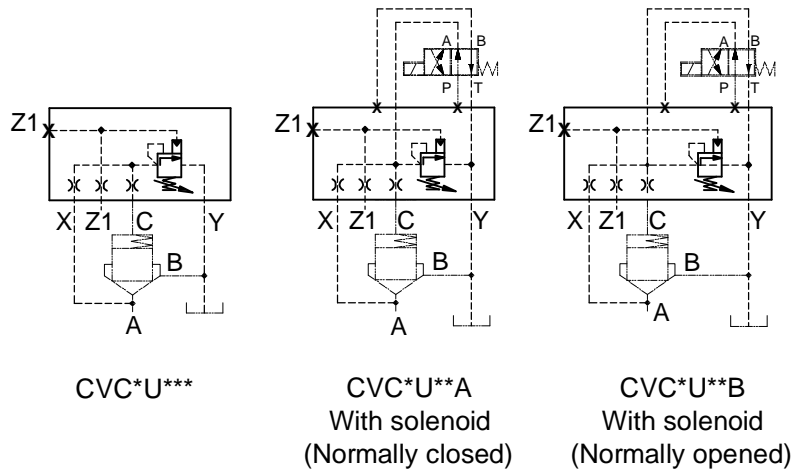 A B
P T
A B
P T
Z1
Z1
Z1
X Z1 C Y
X Z1 C Y
X Z1 C Y
B
B
B
A
A
A
CVC*U***
CVC*U**A
With solenoid
(Normally closed)
CVC*U**B
With solenoid
(Normally opened)